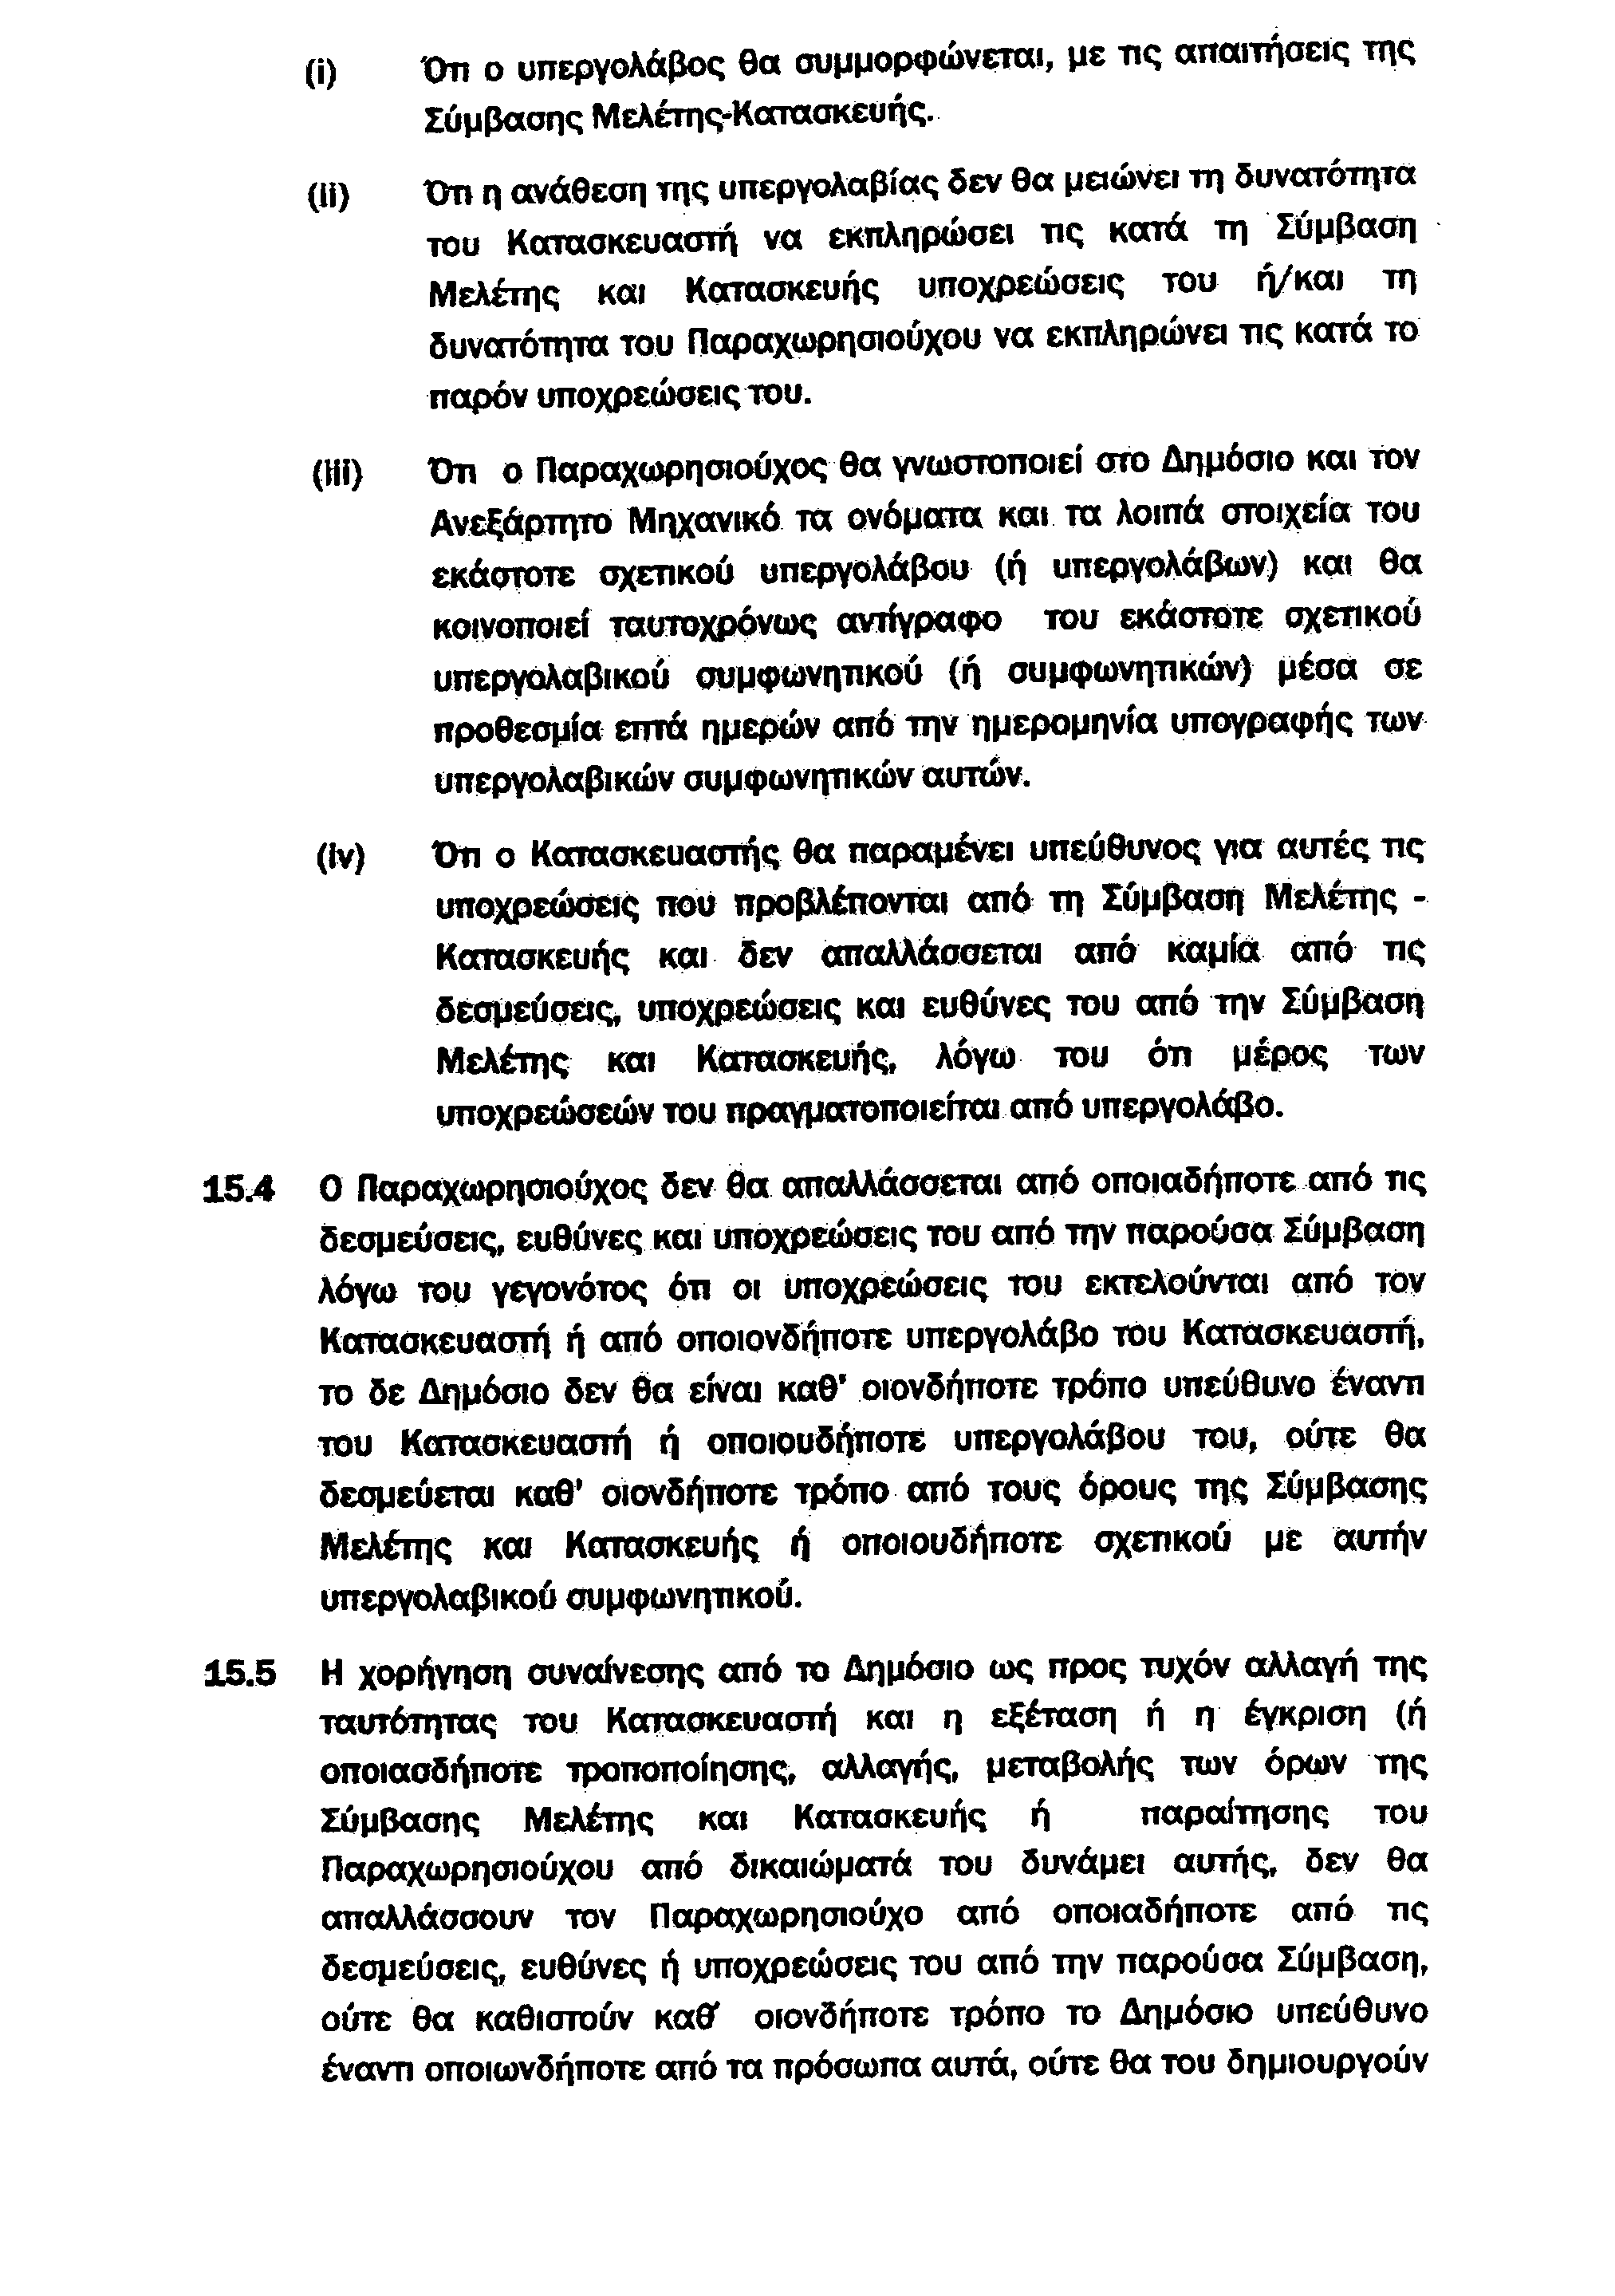 (i) Ότι ο υπεργολάβος θα συμμορφώνεται, με τις απαιτήσεις της
Σύμβασης Μελέτης-Κατασκευής.
(ii) Ότι η ανάθεση της υπεργολαβίας δεν θα μειώνει τη δυνατότητα
του Κατασκευαστή να εκπληρώσει τις κατά τη Σύμβαση
Μελέτης και Κατασκευής υποχρεώσεις του ή/και τη
δυνατότητα του Παραχωρησιούχου να εκπληρώνει τις κατά το
παρόν υποχρεώσεις του.
(iii) Ότι ο Παραχωρησιούχος θα γνωστοποιεί στο Δημόσιο και τον
Ανεξάρτητο Μηχανικό τα ονόματα και τα λοιπά στοιχεία του
εκάστοτε σχετικού υπεργολάβου (ή υπεργολάβων) και θα
κοινοποιεί ταυτοχρόνως αντίγραφο του εκάστοτε σχετικού
υπεργολαβικού συμφωνητικού (ή συμφωνητικών) μέσα σε
προθεσμία επτά ημερών από την ημερομηνία υπογραφής των
υπεργολαβικών συμφωνητικών αυτών.
(iv) Ότι ο Κατασκευαστής θα παραμένει υπεύθυνος για αυτές τις
υποχρεώσεις που προβλέπονται από τη Σύμβαση Μελέτης -
Κατασκευής και δεν απαλλάσσεται από καμία από τις
δεσμεύσεις, υποχρεώσεις και ευθύνες του από την Σύμβαση
Μελέτης και Κατασκευής, λόγω του ότι μέρος των
υποχρεώσεών του πραγματοποιείται από υπεργολάβο.
15.4 Ο Παραχωρησιούχος δεν θα απαλλάσσεται από οποιαδήποτε από τις
δεσμεύσεις, ευθύνες και υποχρεώσεις του από την παρούσα Σύμβαση
λόγω του γεγονότος ότι οι υποχρεώσεις του εκτελούνται από τον
Κατασκευαστή ή από οποιονδήποτε υπεργολάβο του Κατασκευαστή,
το δε Δημόσιο δεν θα είναι καθ' οιονδήποτε τρόπο υπεύθυνο έναντι
του Κατασκευαστή ή οποιουδήποτε υπεργολάβου του, ούτε θα
δεσμεύεται καθ' οιονδήποτε τρόπο από τους όρους της Σύμβασης
Μελέτης και Κατασκευής ή οποιουδήποτε σχετικού με αυτήν
υπεργολαβικού συμφωνητικού.
15.5 Η χορήγηση συναίνεσης από το Δημόσιο ως προς τυχόν αλλαγή της
ταυτότητας του Κατασκευαστή και η εξέταση ή η έγκριση (ή
οποιασδήποτε τροποποίησης, αλλαγής, μεταβολής των όρων της
Σύμβασης Μελέτης και Κατασκευής ή παραίτησης του
Παραχωρησιούχου από δικαιώματά του δυνάμει αυτής, δεν θα
απαλλάσσουν τον Παραχωρησιούχο από οποιαδήποτε από τις
δεσμεύσεις, ευθύνες ή υποχρεώσεις του από την παρούσα Σύμβαση,
ούτε θα καθιστούν καθ' οιονδήποτε τρόπο το Δημόσιο υπεύθυνο
έναντι οποιωνδήποτε από τα πρόσωπα αυτά, ούτε θα του δημιουργούν